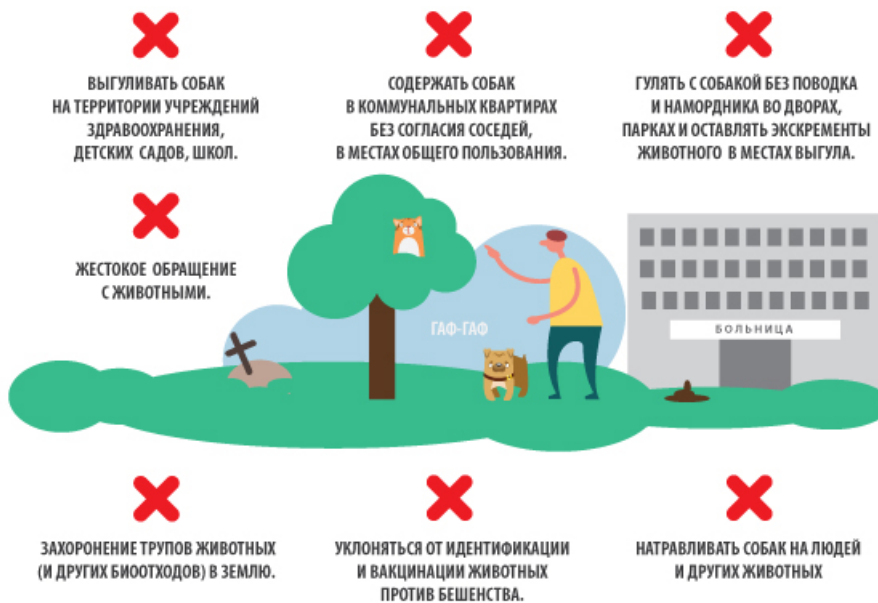 ВЫГУЛИВАТЬ СОБАК
НА ТЕРРИТОРИИ УЧРЕЖДЕНИЙ
ЗДРАВООХРАНЕНИЯ,
ДЕТСКИХ САДОВ, ШКОЛ.
СОДЕРЖАТЬ СОБАК
В КОММУНАЛЬНЫХ КВАРТИРАХ
БЕЗ СОГЛАСИЯ СОСЕДЕЙ,
В МЕСТАХ ОБЩЕГО ПОЛЬЗОВАНИЯ.
ГУЛЯТЬ С СОБАКОЙ БЕЗ ПОВОДКА
И НАМОРДНИКА ВО ДВОРАХ,
ПАРКАХ И ОСТАВЛЯТЬ ЭКСКРЕМЕНТЫ
ЖИВОТНОГО В МЕСТАХ ВЫГУЛА.
ЖЕСТОКОЕ ОБРАЩЕНИЕ
С ЖИВОТНЫМИ.
ГАФ-ГАФ
БОЛЬНИЦА
ЗАХОРОНЕНИЕ ТРУПОВ ЖИВОТНЫХ
(И ДРУГИХ БИООТХОДОВ) В ЗЕМЛЮ.
УКЛОНЯТЬСЯ ОТ ИДЕНТИФИКАЦИИ
И ВАКЦИНАЦИИ ЖИВОТНЫХ
ПРОТИВ БЕШЕНСТВА.
НАТРАВЛИВАТЬ СОБАК НА ЛЮДЕЙ
И ДРУГИХ ЖИВОТНЫХ